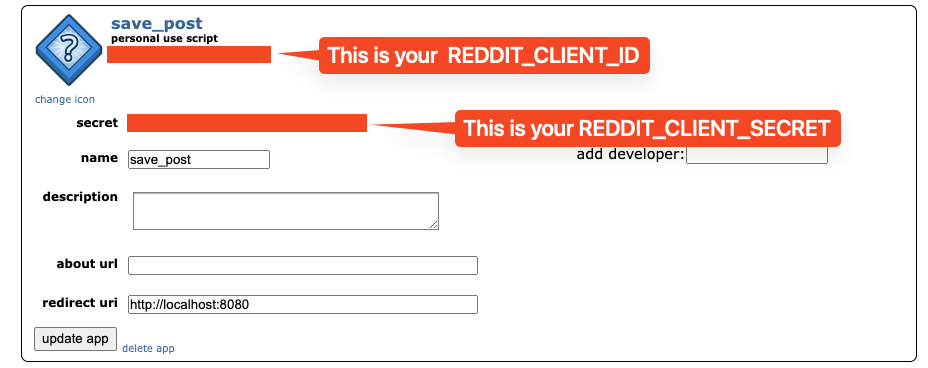 save_post
personal use script
This is your REDDIT_CLIENT_ID
change icon
secret
This is your REDDIT_CLIENT_SECRET
name save_post
add developer:
description
about url
redirect uri http://localhost:8080
update app delete app